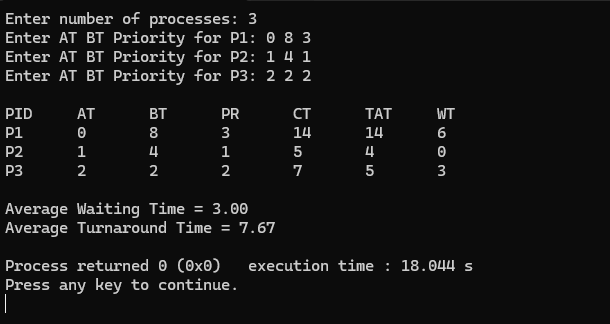 Enter number of processes: 3
Enter AT BT Priority for P1: 0 8 3
Enter AT BT Priority for P2: 1 4 1
Enter AT BT Priority for P3: 2 2 2
PID AT BT PR CT TAT WT
P1 0 8 3 14 14 6
P2 1 4 1 5 4 0
P3 2 2 2 7 5 3
Average Waiting Time = 3.00
Average Turnaround Time = 7.67
Process returned 0 (0x0) execution time : 18.044 s
Press any key to continue.